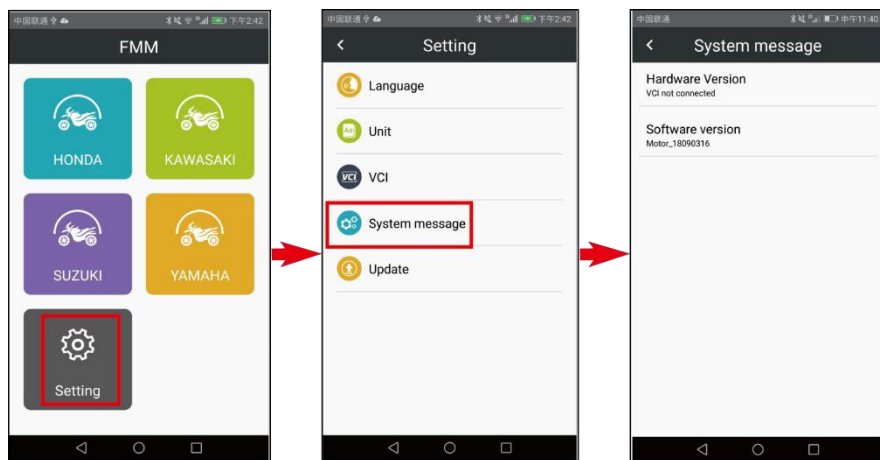 中国联通
下午2:42
FMM
HONDA
KAWASAKI
SUZUKI
YAMAHA
Setting
中国联通
下午2:42
Setting
Language
Unit
VCI
VCI
System message
Update
中国联通
中午11:40
System message
Hardware Version
VCI not connected
Software version
Motor_18090316